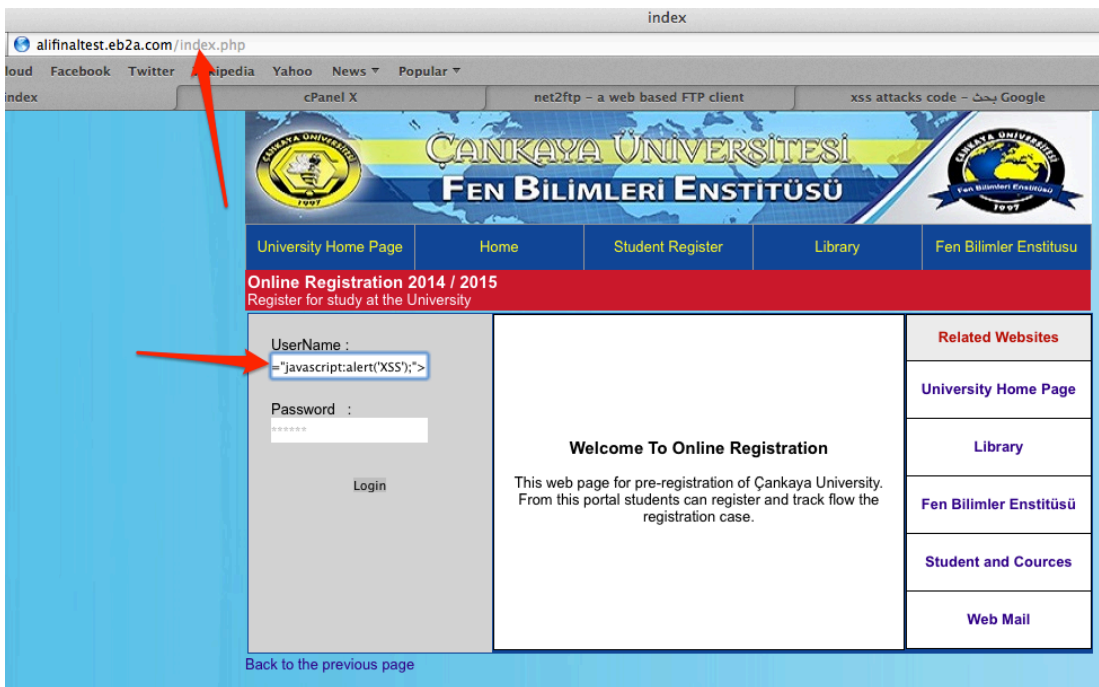 index
alifinaltest.eb2a.com/index.php
loud Facebook Twitter Wikipedia Yahoo News Popular
index
cPanel X
net2ftp – a web based FTP client
xss attacks code – بحث Google
ÇANKAYA ÜNİVERSİTESİ
FEN BİLİMLERİ ENSTİTÜSÜ
1997
Fen Bilimleri Enstitüsü
1997
University Home Page
Home
Student Register
Library
Fen Bilimler Enstitusu
Online Registration 2014 / 2015
Register for study at the University
UserName :
="javascript:alert('XSS');">
Password :
******
Login
Welcome To Online Registration
This web page for pre-registration of Çankaya University.
From this portal students can register and track flow the
registration case.
Related Websites
University Home Page
Library
Fen Bilimler Enstitüsü
Student and Cources
Web Mail
Back to the previous page